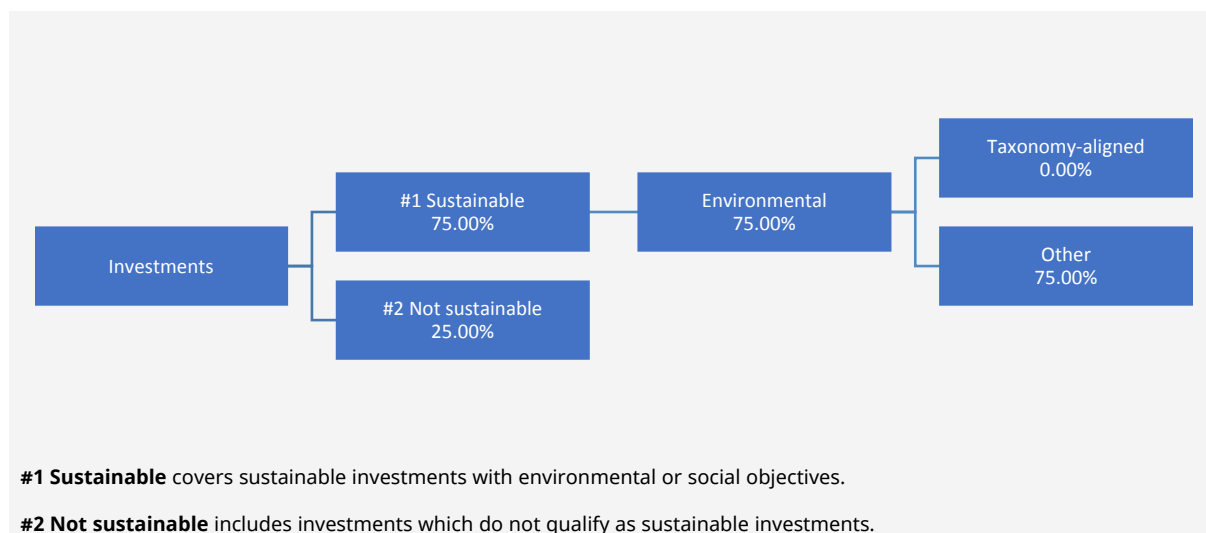 Taxonomy-aligned
0.00%
#1 Sustainable
75.00%
Environmental
75.00%
Investments
Other
75.00%
#2 Not sustainable
25.00%
#1 Sustainable covers sustainable investments with environmental or social objectives.
#2 Not sustainable includes investments which do not qualify as sustainable investments.